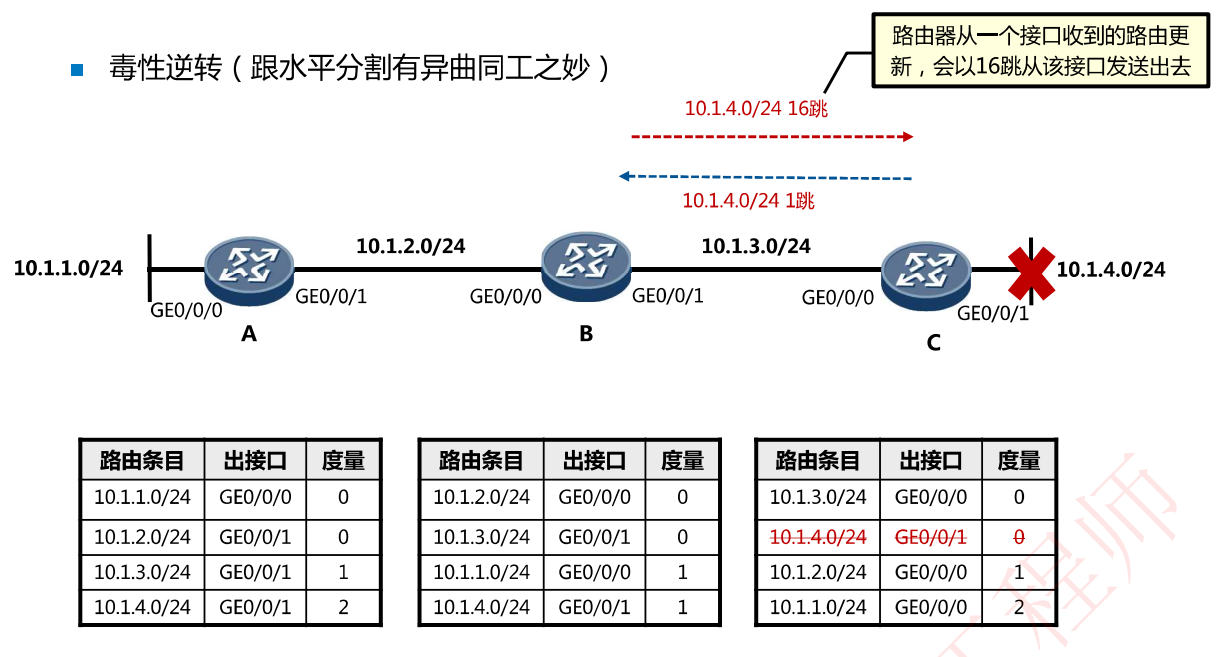 路由器从一个接口收到的路由更
新，会以16跳从该接口发送出去
毒性逆转（跟水平分割有异曲同工之妙）
10.1.4.0/24 16跳
10.1.4.0/24 1跳
10.1.1.0/24
10.1.2.0/24
10.1.3.0/24
10.1.4.0/24
GE0/0/0
GE0/0/1
GE0/0/0
GE0/0/1
GE0/0/0
GE0/0/1
A
B
C
路由条目 出接口 度量
10.1.1.0/24 GE0/0/0 0
10.1.2.0/24 GE0/0/1 0
10.1.3.0/24 GE0/0/1 1
10.1.4.0/24 GE0/0/1 2
路由条目 出接口 度量
10.1.2.0/24 GE0/0/0 0
10.1.3.0/24 GE0/0/1 0
10.1.1.0/24 GE0/0/0 1
10.1.4.0/24 GE0/0/1 1
路由条目 出接口 度量
10.1.3.0/24 GE0/0/0 0
10.1.4.0/24 GE0/0/1 0
10.1.2.0/24 GE0/0/0 1
10.1.1.0/24 GE0/0/0 2
程师